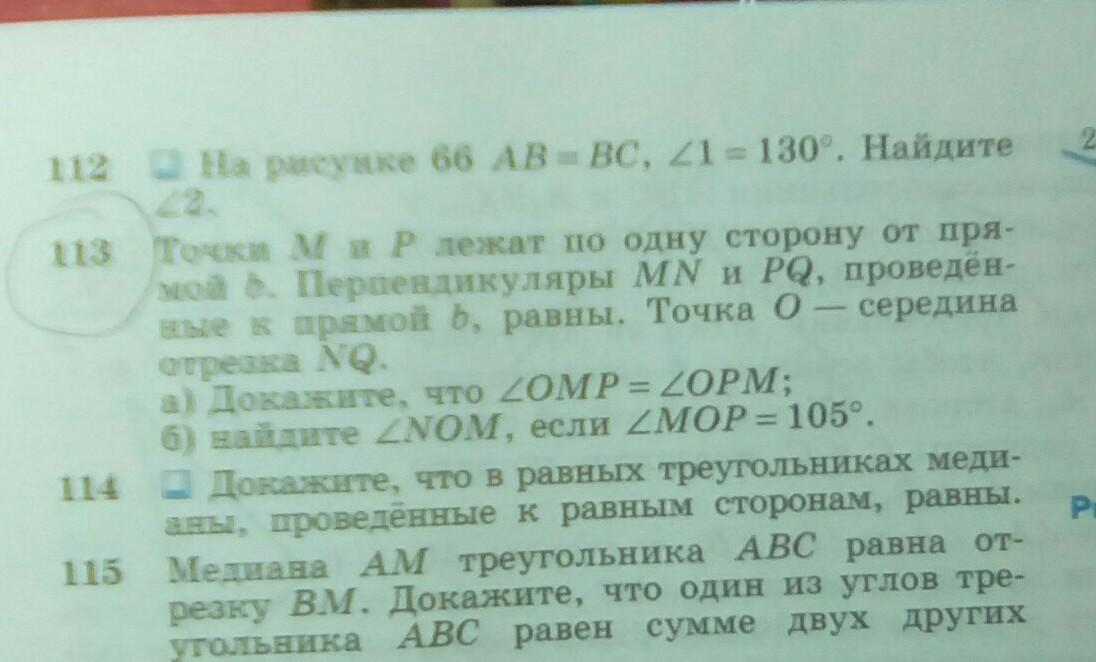 112 На рисунке 66 AB = BC, ∠1 = 130°. Найдите
∠2.
113 Точки M и P лежат по одну сторону от пря-
мой b. Перпендикуляры MN и PQ, проведён-
ные к прямой b, равны. Точка O — середина
отрезка NQ.
а) Докажите, что ∠OMP = ∠OPM;
б) найдите ∠NOM, если ∠MOP = 105°.
114 Докажите, что в равных треугольниках меди-
аны, проведённые к равным сторонам, равны.
115 Медиана AM треугольника ABC равна от-
резку BM. Докажите, что один из углов тре-
угольника ABC равен сумме двух других
2